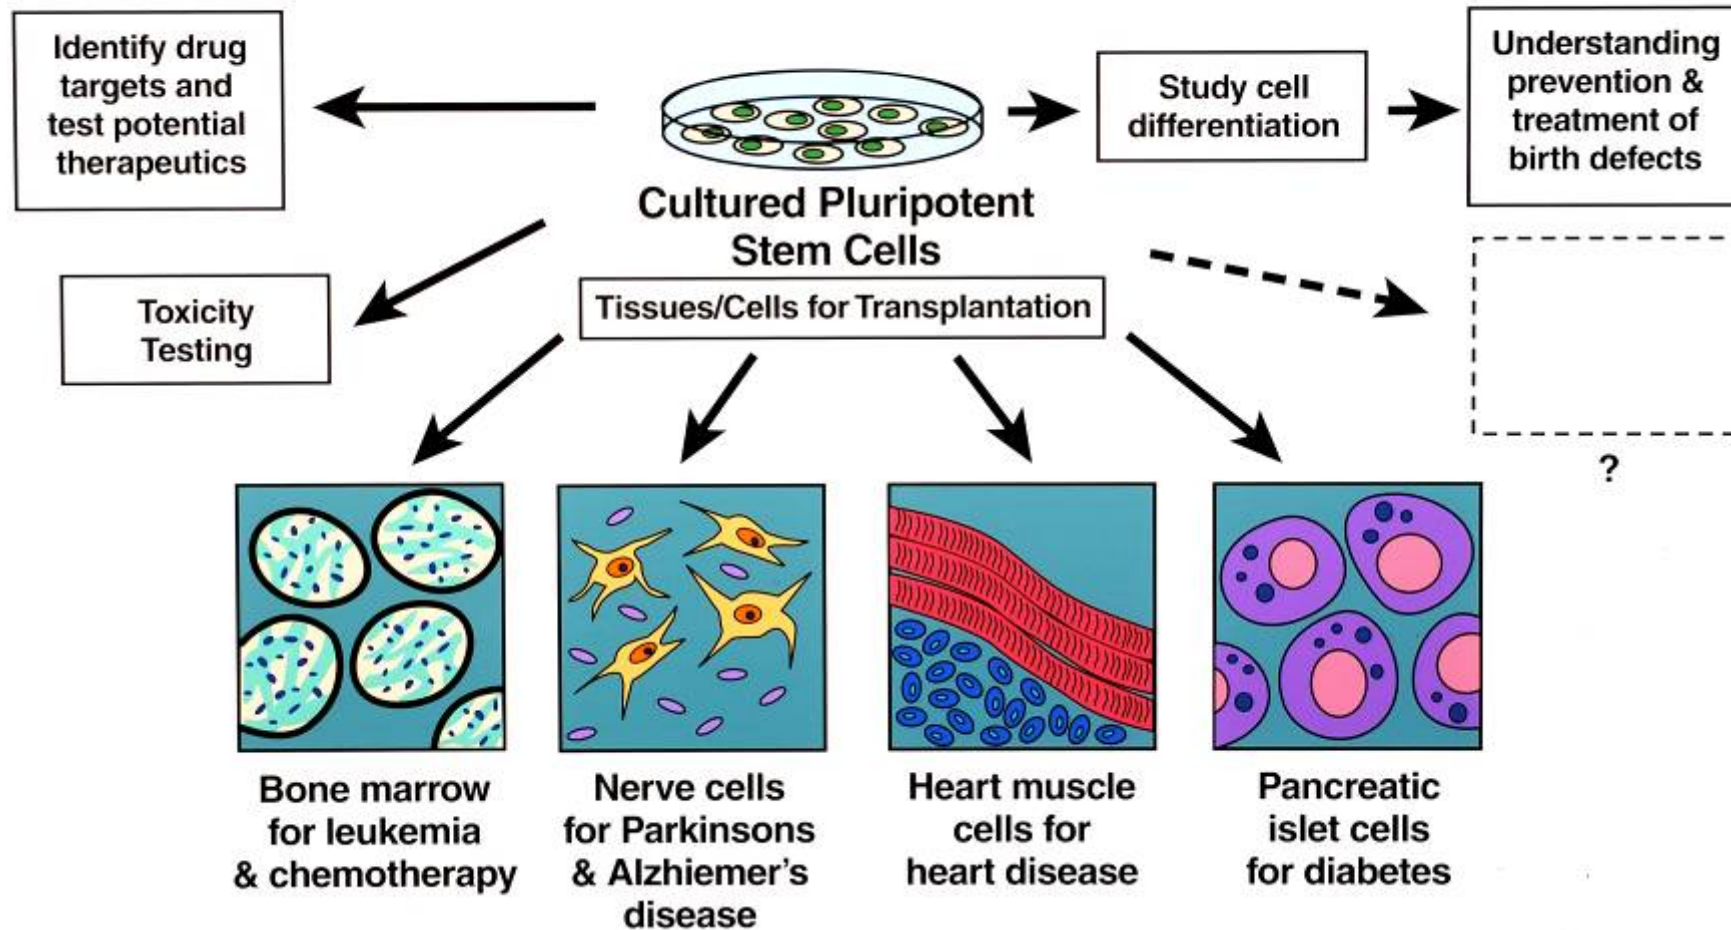 Identify drug
targets and
test potential
therapeutics
Study cell
differentiation
Understanding
prevention &
treatment of
birth defects
Cultured Pluripotent
Stem Cells
Toxicity
Testing
Tissues/Cells for Transplantation
?
Bone marrow
for leukemia
& chemotherapy
Nerve cells
for Parkinsons
& Alzhiemer's
disease
Heart muscle
cells for
heart disease
Pancreatic
islet cells
for diabetes